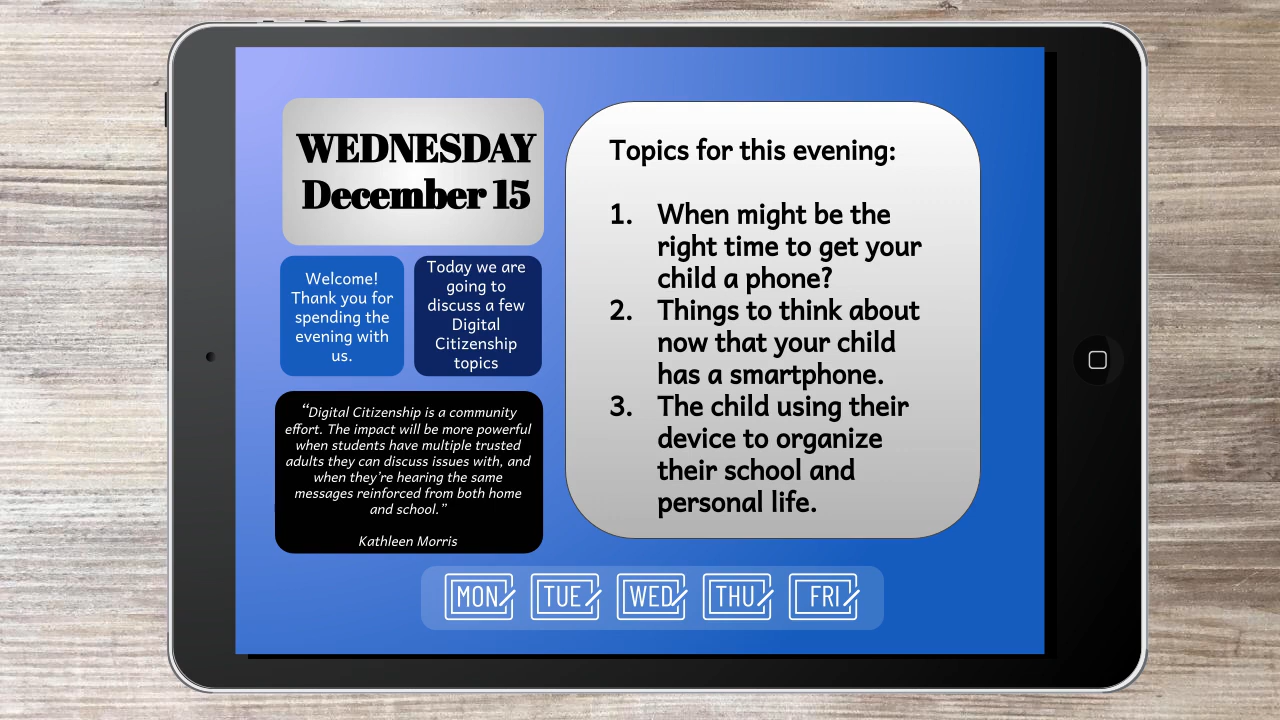 WEDNESDAY
December 15
Welcome!
Thank you for
spending the
evening with
us.
Today we are
going to
discuss a few
Digital
Citizenship
topics
“Digital Citizenship is a community
effort. The impact will be more powerful
when students have multiple trusted
adults they can discuss issues with, and
when they’re hearing the same
messages reinforced from both home
and school.”
Kathleen Morris
Topics for this evening:
1. When might be the
right time to get your
child a phone?
2. Things to think about
now that your child
has a smartphone.
3. The child using their
device to organize
their school and
personal life.
MON TUE WED THU FRI